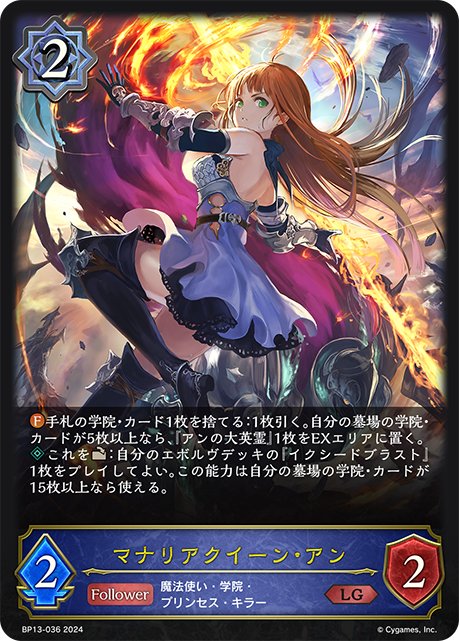 2
F 手札の学院・カード1枚を捨てる：1枚引く。自分の墓場の学院・
カードが5枚以上なら、『アンの大英霊』1枚をEXエリアに置く。
これを：自分のエボルヴデッキの『イクシードブラスト』
1枚をプレイしてよい。この能力は自分の墓場の学院・カードが
15枚以上なら使える。
マナリアクイーン・アン
2
Follower
魔法使い・学院・
プリンセス・キラー
LG
2
BP13-036 2024
© Cygames, Inc.